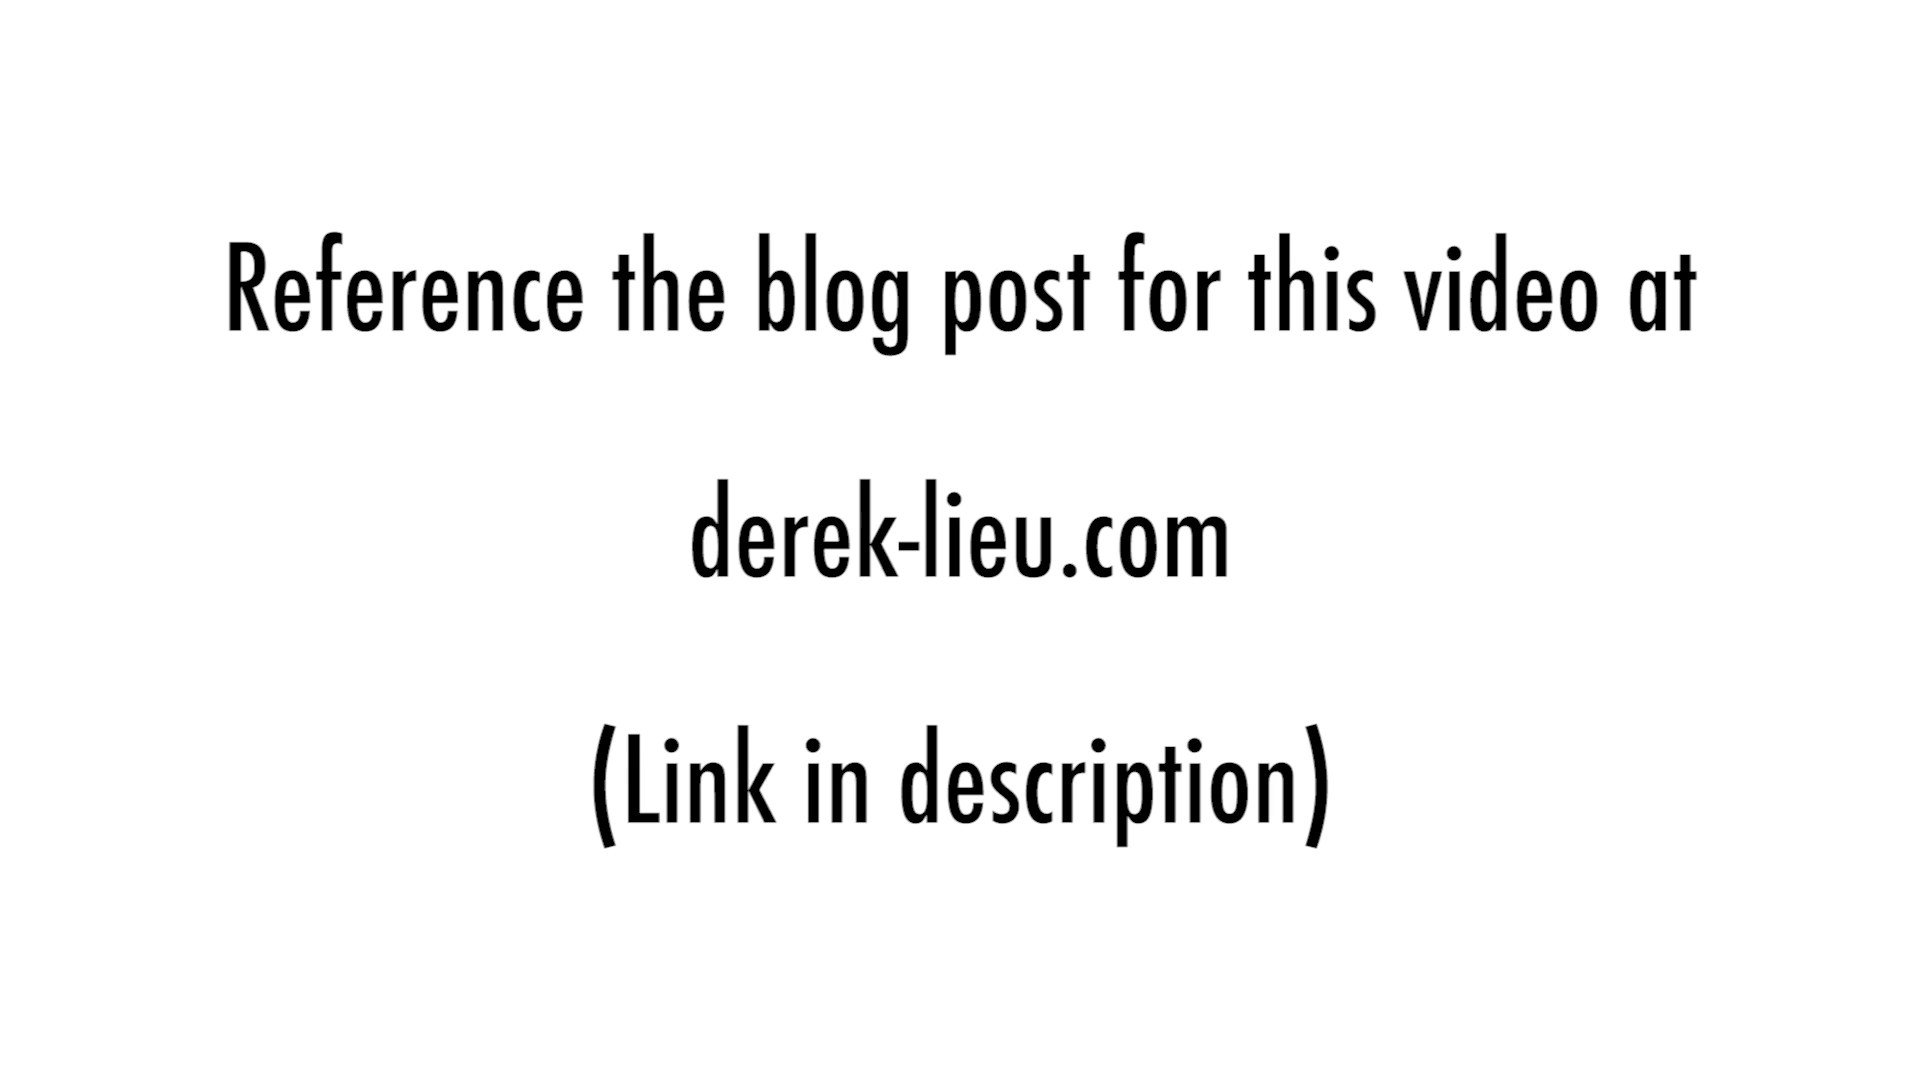 Reference the blog post for this video at
derek-lieu.com
(Link in description)